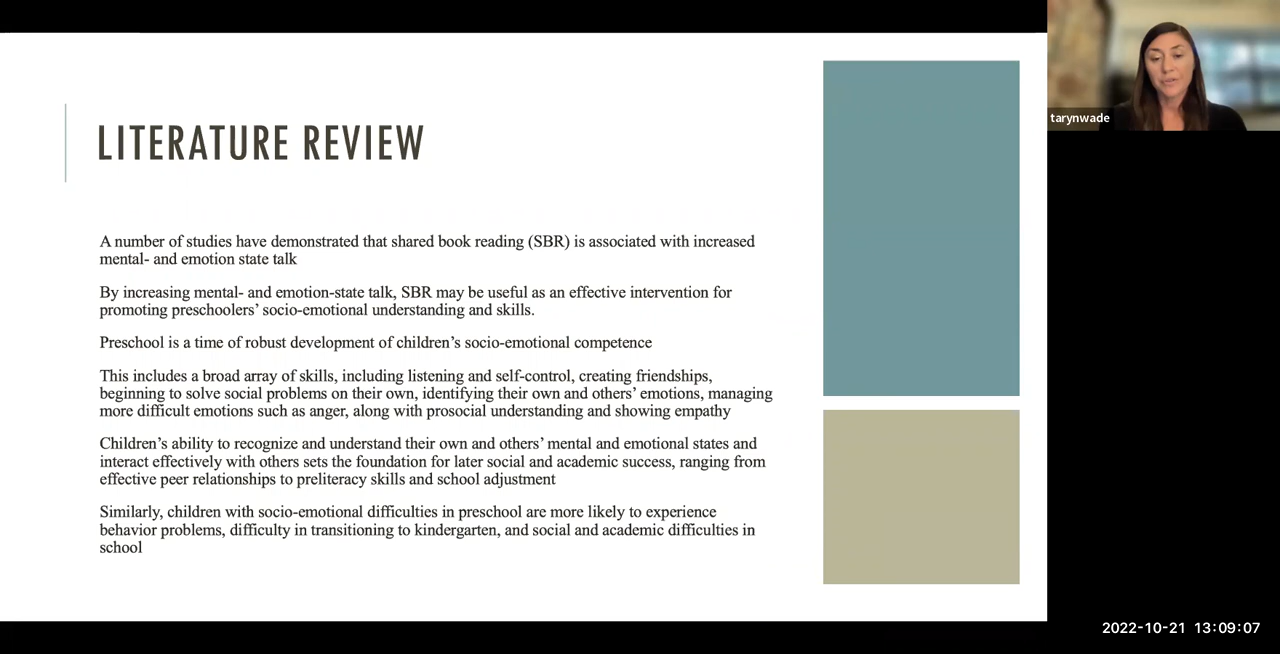 LITERATURE REVIEW
A number of studies have demonstrated that shared book reading (SBR) is associated with increased
mental- and emotion state talk
By increasing mental- and emotion-state talk, SBR may be useful as an effective intervention for
promoting preschoolers’ socio-emotional understanding and skills.
Preschool is a time of robust development of children’s socio-emotional competence
This includes a broad array of skills, including listening and self-control, creating friendships,
beginning to solve social problems on their own, identifying their own and others’ emotions, managing
more difficult emotions such as anger, along with prosocial understanding and showing empathy
Children’s ability to recognize and understand their own and others’ mental and emotional states and
interact effectively with others sets the foundation for later social and academic success, ranging from
effective peer relationships to preliteracy skills and school adjustment
Similarly, children with socio-emotional difficulties in preschool are more likely to experience
behavior problems, difficulty in transitioning to kindergarten, and social and academic difficulties in
school
tarynwade
2022-10-21 13:09:07